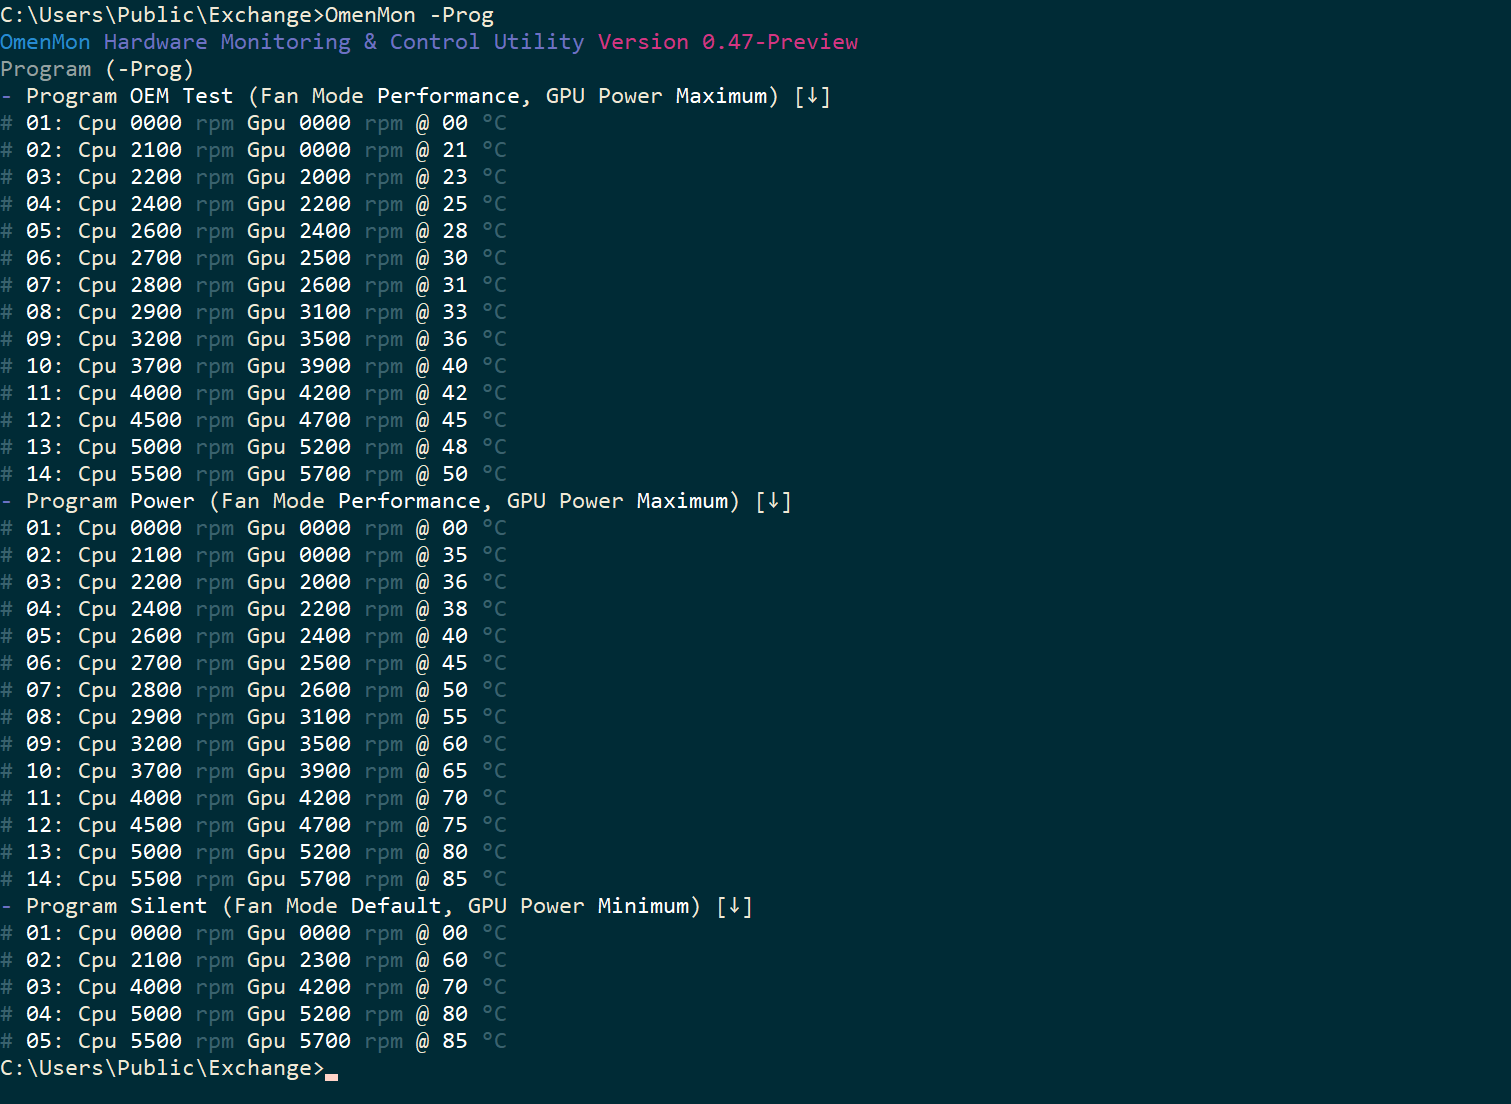 C:\Users\Public\Exchange>OmenMon -Prog
OmenMon Hardware Monitoring & Control Utility Version 0.47-Preview
Program (-Prog)
- Program OEM Test (Fan Mode Performance, GPU Power Maximum) [↓]
# 01: Cpu 0000 rpm Gpu 0000 rpm @ 00 °C
# 02: Cpu 2100 rpm Gpu 0000 rpm @ 21 °C
# 03: Cpu 2200 rpm Gpu 2000 rpm @ 23 °C
# 04: Cpu 2400 rpm Gpu 2200 rpm @ 25 °C
# 05: Cpu 2600 rpm Gpu 2400 rpm @ 28 °C
# 06: Cpu 2700 rpm Gpu 2500 rpm @ 30 °C
# 07: Cpu 2800 rpm Gpu 2600 rpm @ 31 °C
# 08: Cpu 2900 rpm Gpu 3100 rpm @ 33 °C
# 09: Cpu 3200 rpm Gpu 3500 rpm @ 36 °C
# 10: Cpu 3700 rpm Gpu 3900 rpm @ 40 °C
# 11: Cpu 4000 rpm Gpu 4200 rpm @ 42 °C
# 12: Cpu 4500 rpm Gpu 4700 rpm @ 45 °C
# 13: Cpu 5000 rpm Gpu 5200 rpm @ 48 °C
# 14: Cpu 5500 rpm Gpu 5700 rpm @ 50 °C
- Program Power (Fan Mode Performance, GPU Power Maximum) [↓]
# 01: Cpu 0000 rpm Gpu 0000 rpm @ 00 °C
# 02: Cpu 2100 rpm Gpu 0000 rpm @ 35 °C
# 03: Cpu 2200 rpm Gpu 2000 rpm @ 36 °C
# 04: Cpu 2400 rpm Gpu 2200 rpm @ 38 °C
# 05: Cpu 2600 rpm Gpu 2400 rpm @ 40 °C
# 06: Cpu 2700 rpm Gpu 2500 rpm @ 45 °C
# 07: Cpu 2800 rpm Gpu 2600 rpm @ 50 °C
# 08: Cpu 2900 rpm Gpu 3100 rpm @ 55 °C
# 09: Cpu 3200 rpm Gpu 3500 rpm @ 60 °C
# 10: Cpu 3700 rpm Gpu 3900 rpm @ 65 °C
# 11: Cpu 4000 rpm Gpu 4200 rpm @ 70 °C
# 12: Cpu 4500 rpm Gpu 4700 rpm @ 75 °C
# 13: Cpu 5000 rpm Gpu 5200 rpm @ 80 °C
# 14: Cpu 5500 rpm Gpu 5700 rpm @ 85 °C
- Program Silent (Fan Mode Default, GPU Power Minimum) [↓]
# 01: Cpu 0000 rpm Gpu 0000 rpm @ 00 °C
# 02: Cpu 2100 rpm Gpu 2300 rpm @ 60 °C
# 03: Cpu 4000 rpm Gpu 4200 rpm @ 70 °C
# 04: Cpu 5000 rpm Gpu 5200 rpm @ 80 °C
# 05: Cpu 5500 rpm Gpu 5700 rpm @ 85 °C
C:\Users\Public\Exchange>